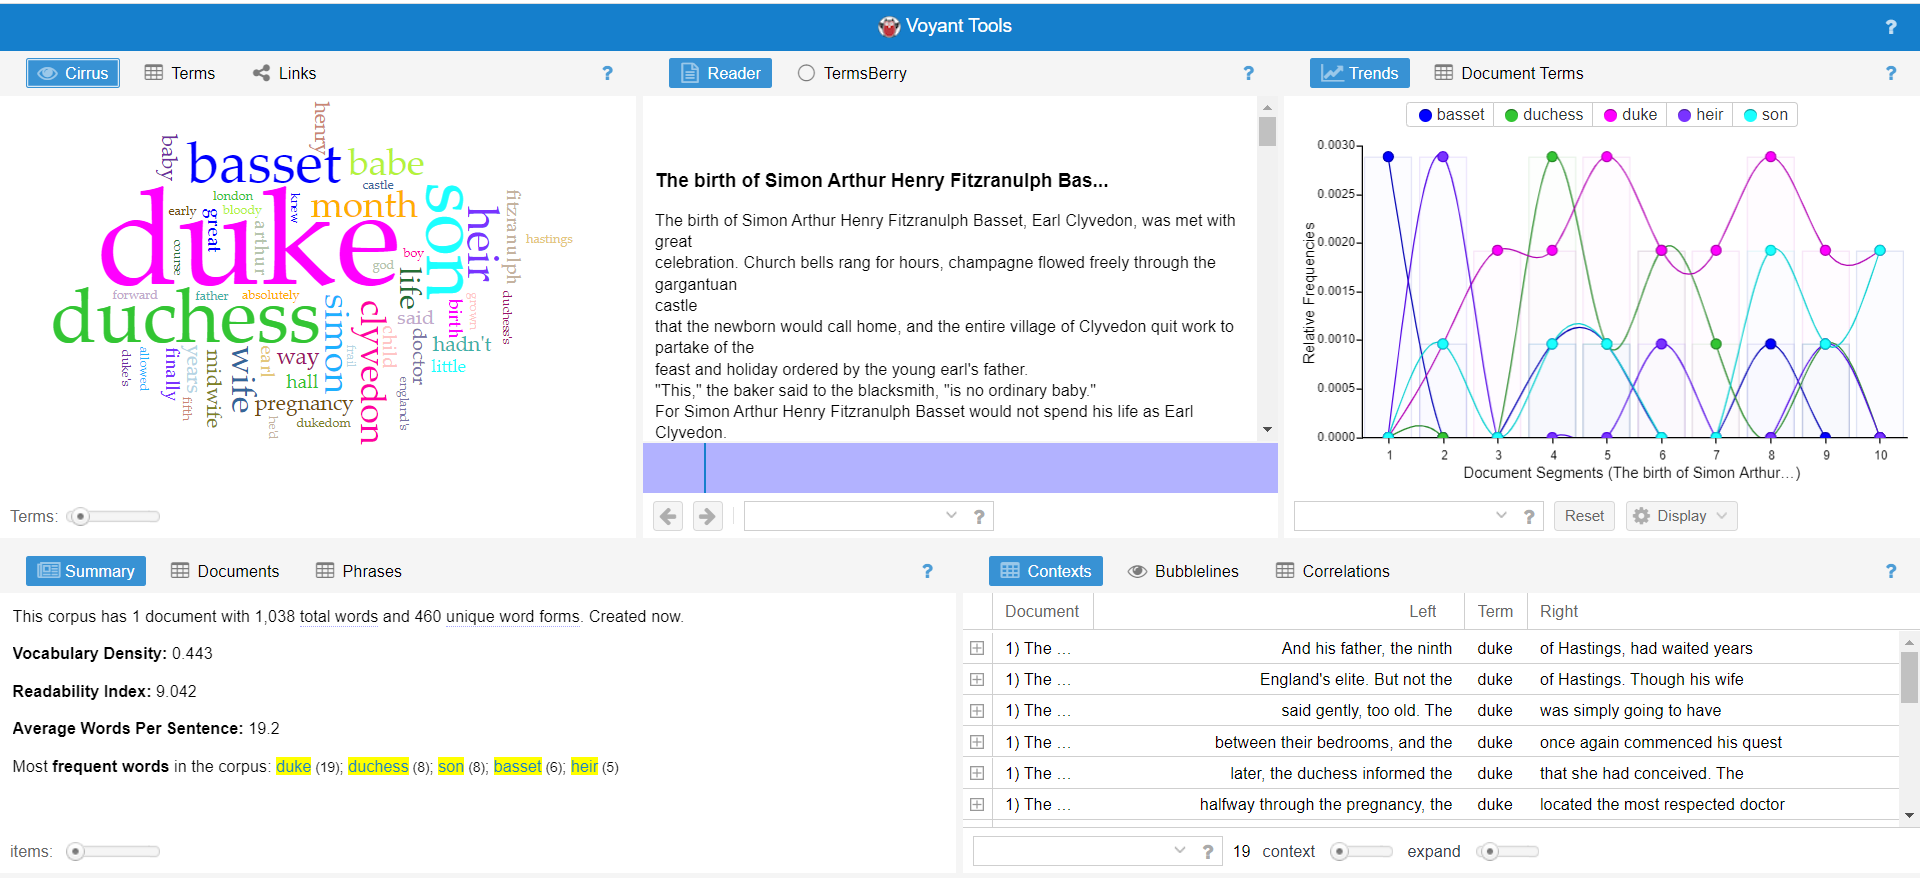 Voyant Tools
?
Cirrus
Terms
Links
?
henry
baby
basset
babe
castle
london
knew
month
son
early
great
bloody
arthur
duke
heir
fitzranulph
hastings
course
boy
god
life
forward
father
absolutely
simon
clyvedon
said
birth
grown
duchess's
duchess
hadn't
duke's
allowed
finally
years
midwife
wife
earl
way
frail
child
doctor
little
hall
fifth
pregnancy
england's
he'd
dukedom
Terms:
Reader
TermsBerry
?
The birth of Simon Arthur Henry Fitzranulph Bas...
The birth of Simon Arthur Henry Fitzranulph Basset, Earl Clyvedon, was met with
great
celebration. Church bells rang for hours, champagne flowed freely through the
gargantuan
castle
that the newborn would call home, and the entire village of Clyvedon quit work to
partake of the
feast and holiday ordered by the young earl's father.
"This," the baker said to the blacksmith, "is no ordinary baby."
For Simon Arthur Henry Fitzranulph Basset would not spend his life as Earl
Clyvedon.
?
Trends
Document Terms
?
basset duchess duke heir son
0.0030
0.0025
0.0020
0.0015
0.0010
0.0005
0.0000
Relative Frequencies
1 2 3 4 5 6 7 8 9 10
Document Segments (The birth of Simon Arthur...)
? Reset Display
Summary
Documents
Phrases
?
This corpus has 1 document with 1,038 total words and 460 unique word forms. Created now.
Vocabulary Density: 0.443
Readability Index: 9.042
Average Words Per Sentence: 19.2
Most frequent words in the corpus: duke (19); duchess (8); son (8); basset (6); heir (5)
items:
Contexts
Bubblelines
Correlations
?
Document Left Term Right
1) The ... And his father, the ninth duke of Hastings, had waited years
1) The ... England's elite. But not the duke of Hastings. Though his wife
1) The ... said gently, too old. The duke was simply going to have
1) The ... between their bedrooms, and the duke once again commenced his quest
1) The ... later, the duchess informed the duke that she had conceived. The
1) The ... halfway through the pregnancy, the duke located the most respected doctor
? 19 context expand